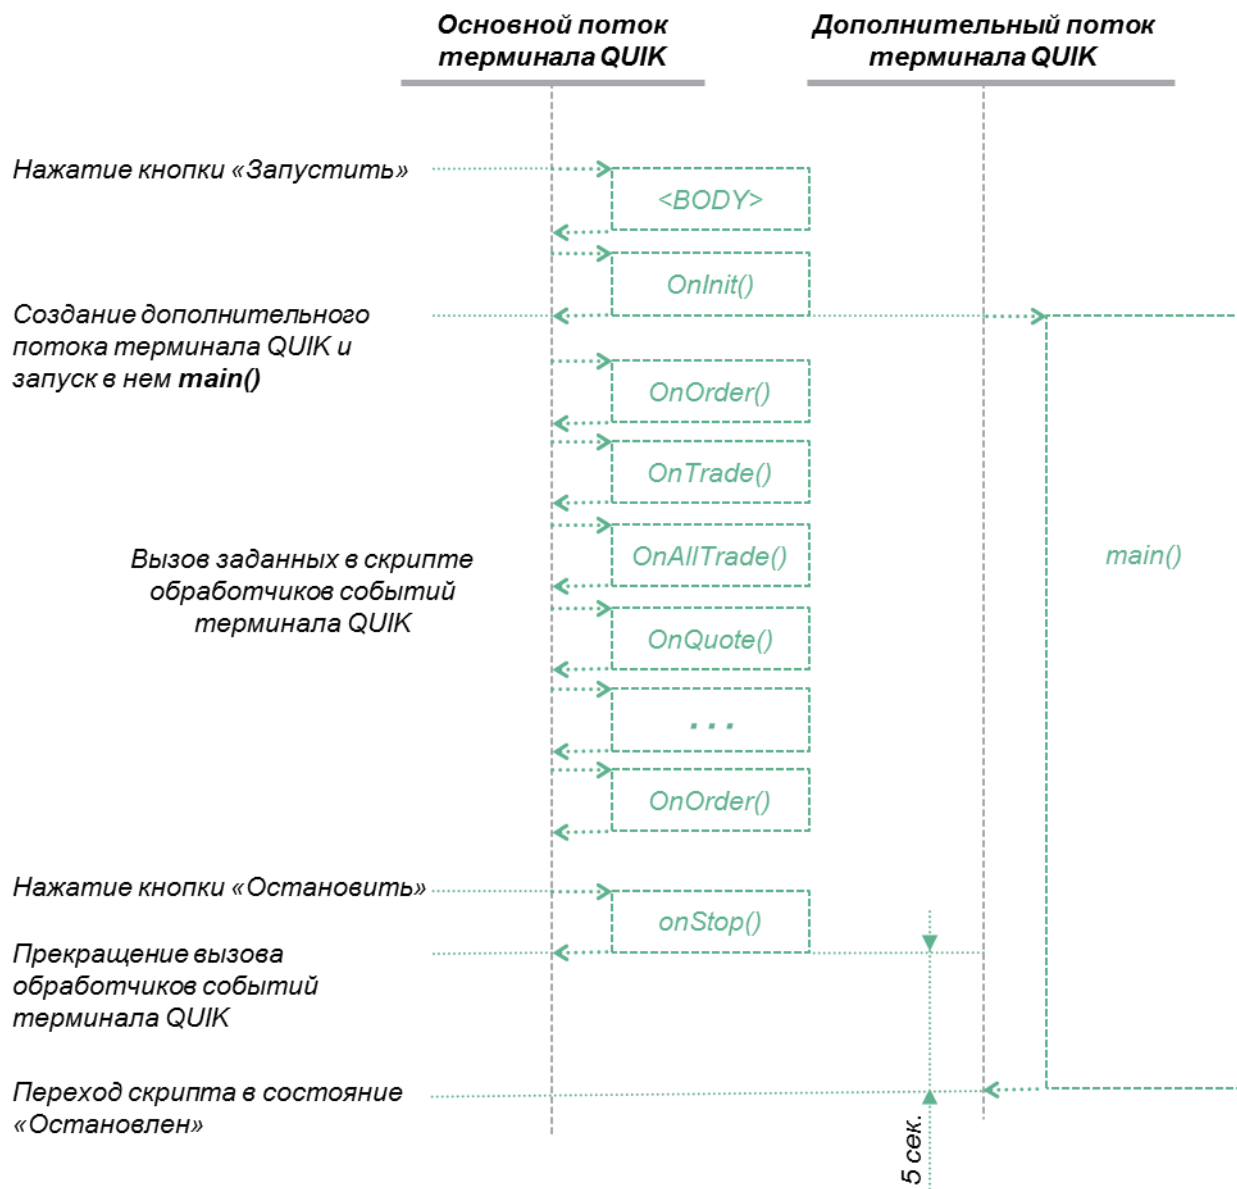 Основной поток
терминала QUIK
Дополнительный поток
терминала QUIK
Нажатие кнопки «Запустить»
<BODY>
OnInit()
Создание дополнительного
потока терминала QUIK и
запуск в нем main()
OnOrder()
OnTrade()
Вызов заданных в скрипте
обработчиков событий
терминала QUIK
OnAllTrade()
main()
OnQuote()
...
OnOrder()
Нажатие кнопки «Остановить»
onStop()
Прекращение вызова
обработчиков событий
терминала QUIK
Переход скрипта в состояние
«Остановлен»
5 сек.